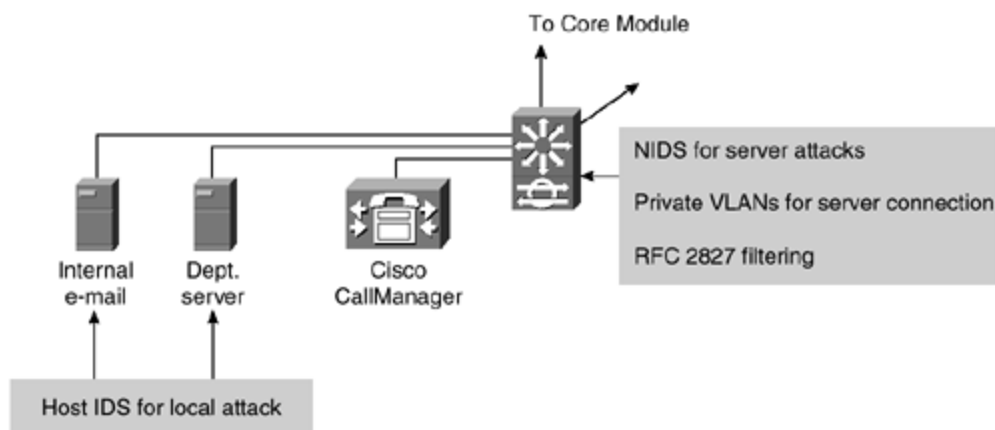 To Core Module
NIDS for server attacks
Private VLANs for server connection
RFC 2827 filtering
Internal
e-mail
Dept.
server
Cisco
CallManager
Host IDS for local attack